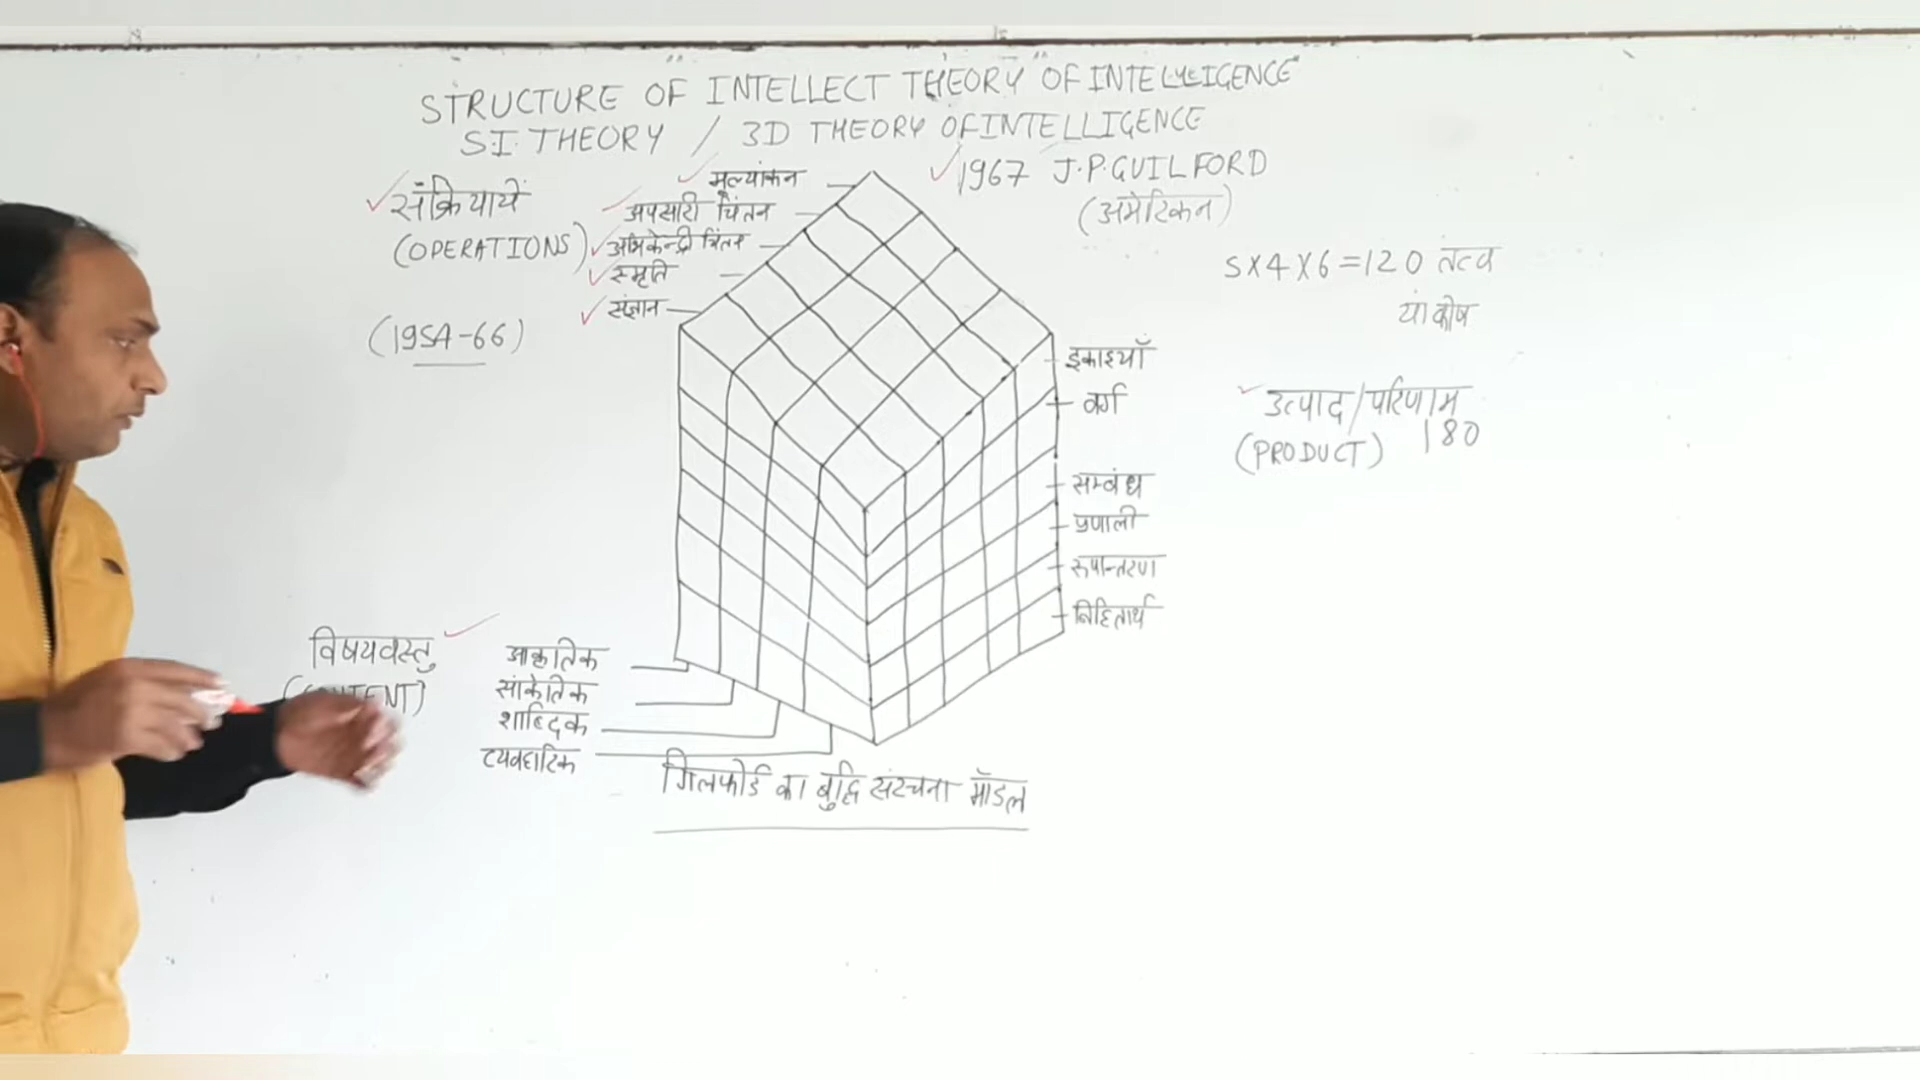 STRUCTURE OF INTELLECT THEORY "OF INTELLIGENCE"
S.I. THEORY / 3D THEORY OF INTELLIGENCE
1967 J.P. GUILFORD
(अमेरिकन)
संक्रियायें
(OPERATIONS)
(1954-66)
मूल्यांकन
अपसारी चिंतन
अभिकेन्द्री चिंतन
स्मृति
संज्ञान
5X4X6=120 तत्व
या कोष
इकाइयाँ
वर्ग
सम्बंध
प्रणाली
रूपान्तरण
निहितार्थ
उत्पाद/परिणाम
(PRODUCT) 180
विषयवस्तु
(CONTENT)
आकृतिक
सांकेतिक
शाब्दिक
व्यवहारिक
गिलफोर्ड का बुद्धि संरचना मॉडल